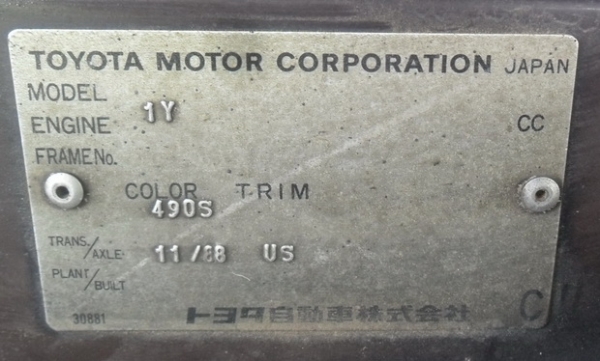 TOYOTA MOTOR CORPORATION JAPAN
MODEL
1Y
ENGINE CC
FRAME No.
COLOR TRIM
490S
TRANS./AXLE 11/88 US
PLANT/BUILT
30881 トヨタ自動車株式会社